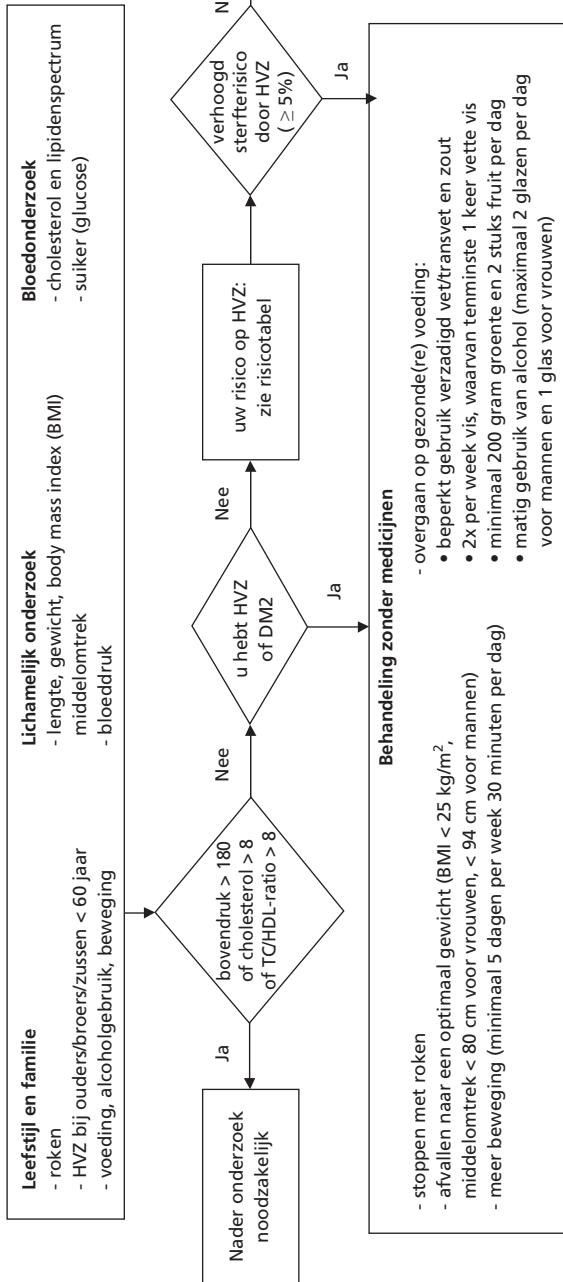 Leefstijl en familie
- roken
- HVZ bij ouders/broers/zussen < 60 jaar
- voeding, alcoholgebruik, beweging
Lichamelijk onderzoek
- lengte, gewicht, body mass index (BMI)
middelomtrek
- bloeddruk
Bloedonderzoek
- cholesterol en lipidenspectrum
- suiker (glucose)
Nader onderzoek
noodzakelijk
Ja
bovendruk > 180
of cholesterol > 8
of TC/HDL-ratio > 8
Nee
u hebt HVZ
of DM2
Nee
Ja
uw risico op HVZ:
zie risicotabel
verhoogd
sterfterisico
door HVZ
(≥ 5%)
N
Ja
Behandeling zonder medicijnen
- stoppen met roken
- afvallen naar een optimaal gewicht (BMI < 25 kg/m²,
middelomtrek < 80 cm voor vrouwen, < 94 cm voor mannen)
- meer beweging (minimaal 5 dagen per week 30 minuten per dag)
- overgaan op gezonde(re) voeding:
• beperkt gebruik verzadigd vet/transvet en zout
• 2x per week vis, waarvan tenminste 1 keer vette vis
• minimaal 200 gram groente en 2 stuks fruit per dag
• matig gebruik van alcohol (maximaal 2 glazen per dag
voor mannen en 1 glas voor vrouwen)